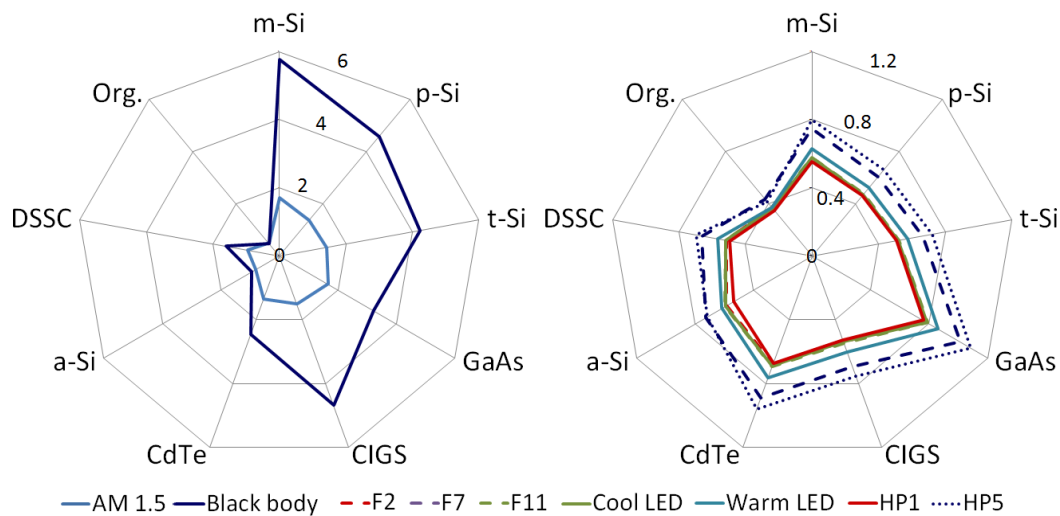 m-Si
6
p-Si
4
t-Si
2
0
GaAs
CIGS
CdTe
a-Si
DSSC
Org.
m-Si
1.2
p-Si
0.8
t-Si
0.4
0
GaAs
CIGS
CdTe
a-Si
DSSC
Org.
AM 1.5 Black body F2 F7 F11 Cool LED Warm LED HP1 HP5